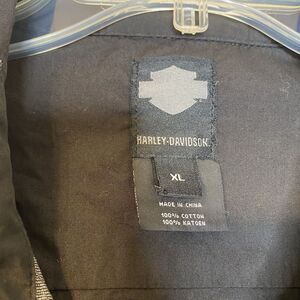 HARLEY-DAVIDSON
XL
MADE IN CHINA
100% COTTON
100% KATOEN